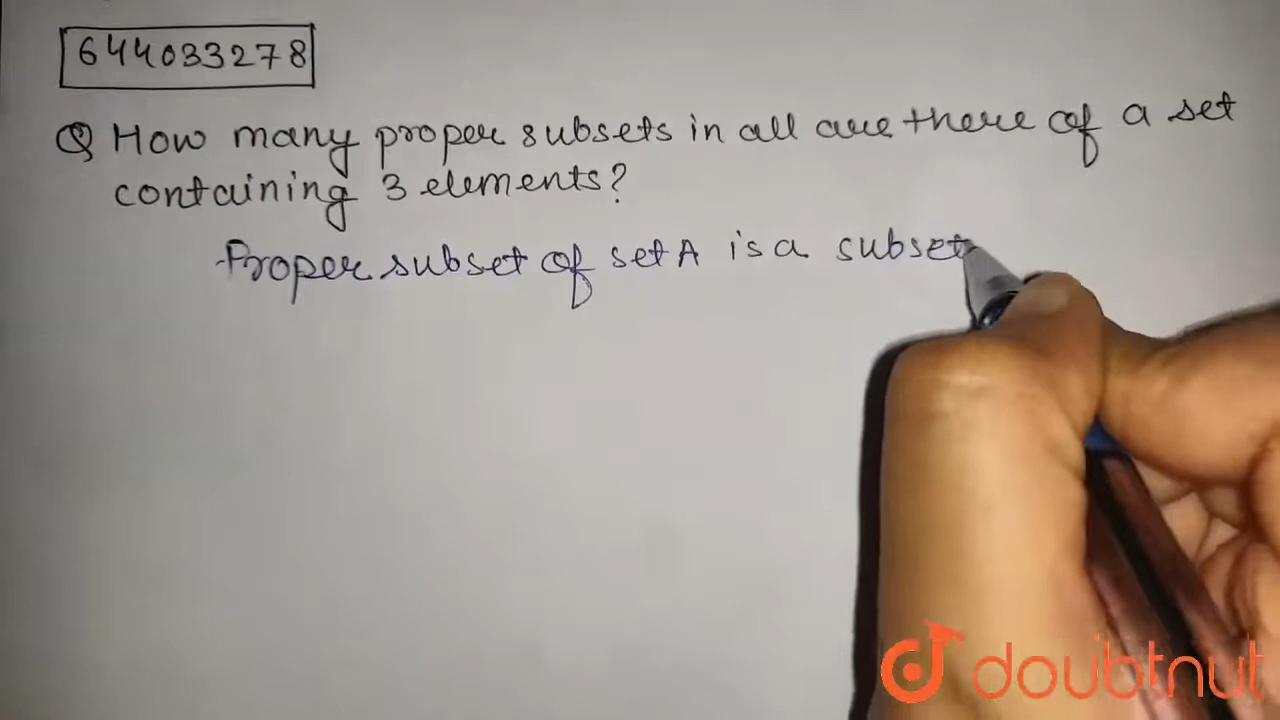 644033278
Q How many proper subsets in all are there of a set
containing 3 elements?
Proper subset of set A is a subset
doubtnut